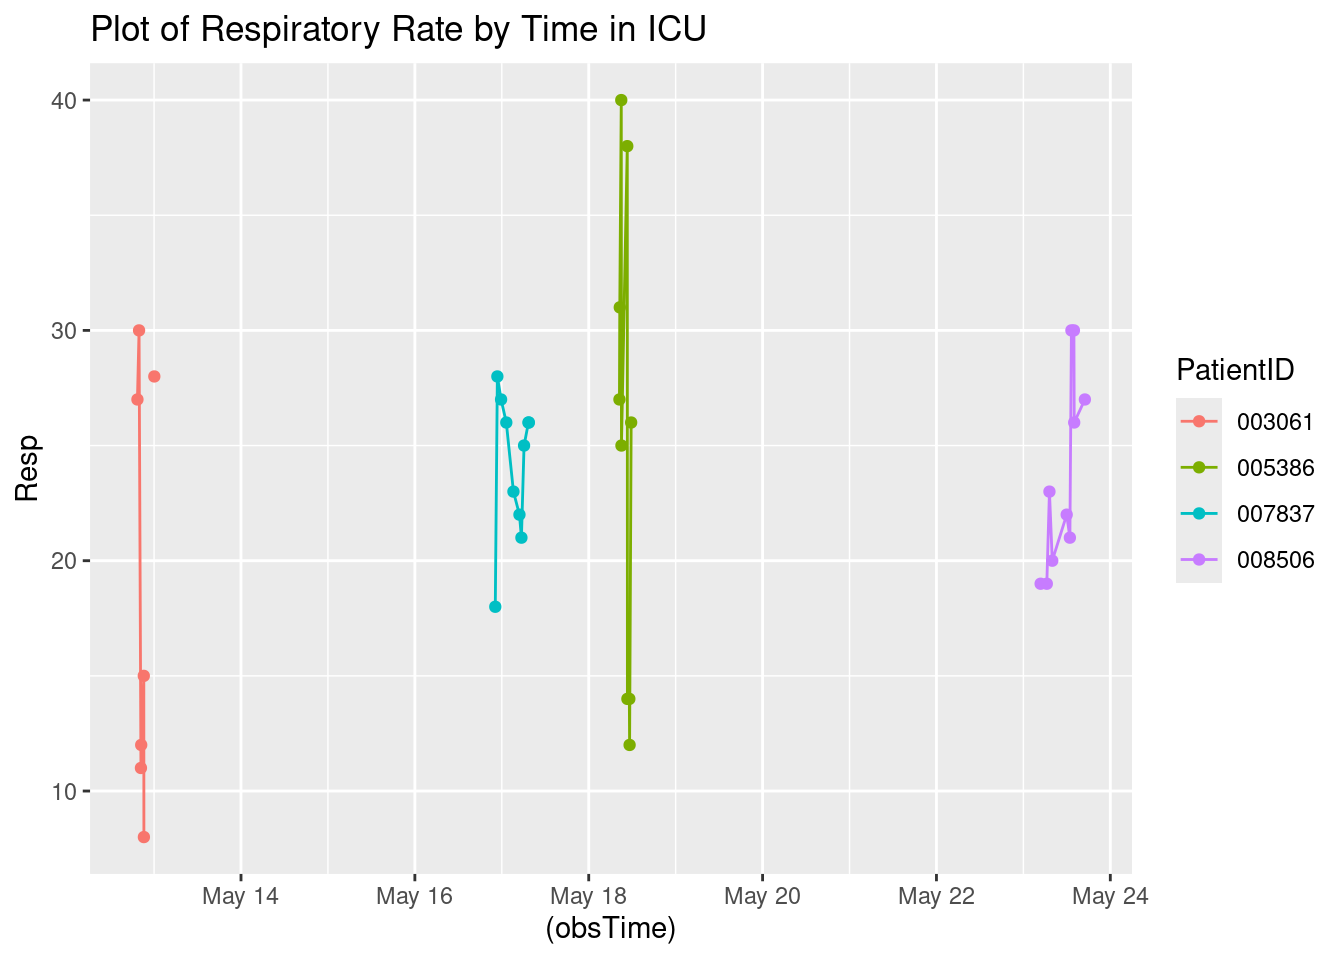 Plot of Respiratory Rate by Time in ICU
40
30
20
10
Resp
May 14 May 16 May 18 May 20 May 22 May 24
(obsTime)
PatientID
003061
005386
007837
008506